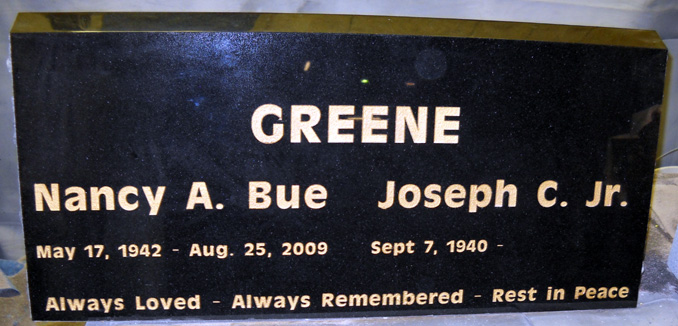 GREENE
Nancy A. Bue Joseph C. Jr.
May 17, 1942 - Aug. 25, 2009 Sept 7, 1940 -
Always Loved - Always Remembered - Rest in Peace